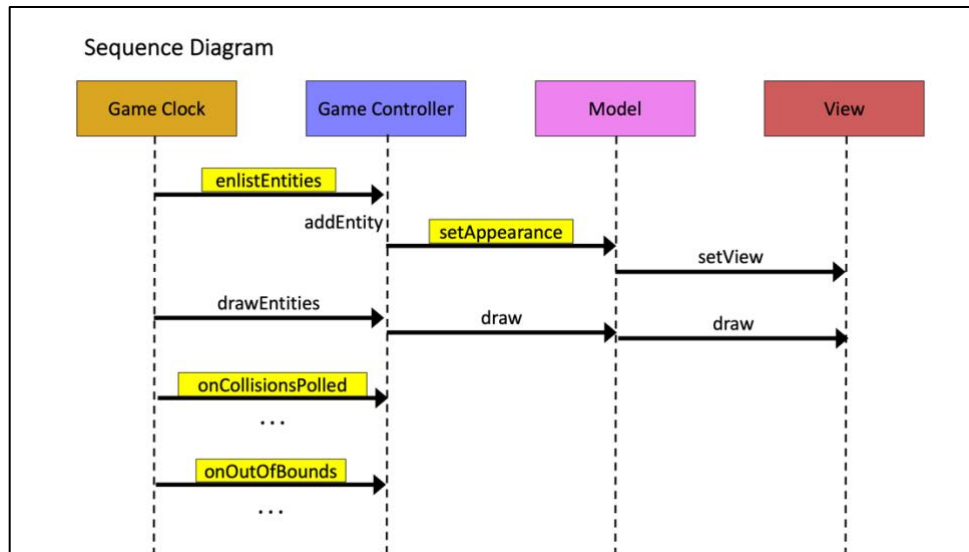 Sequence Diagram
Game Clock
Game Controller
Model
View
enlistEntities
addEntity
setAppearance
setView
drawEntities
draw
draw
onCollisionsPolled
...
onOutOfBounds
...